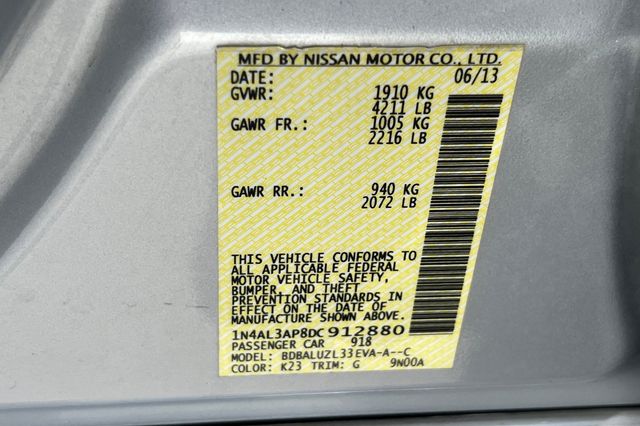 MFD BY NISSAN MOTOR CO., LTD.
DATE: 06/13
GVWR: 1910 KG
4211 LB
GAWR FR.: 1005 KG
2216 LB
GAWR RR.: 940 KG
2072 LB
THIS VEHICLE CONFORMS TO
ALL APPLICABLE FEDERAL
MOTOR VEHICLE SAFETY,
BUMPER, AND THEFT
PREVENTION STANDARDS IN
EFFECT ON THE DATE OF
MANUFACTURE SHOWN ABOVE.
1N4AL3AP8DC912880
PASSENGER CAR 918
MODEL: BDBALUZL33EVA-A--C
COLOR: K23 TRIM: G 9N00A